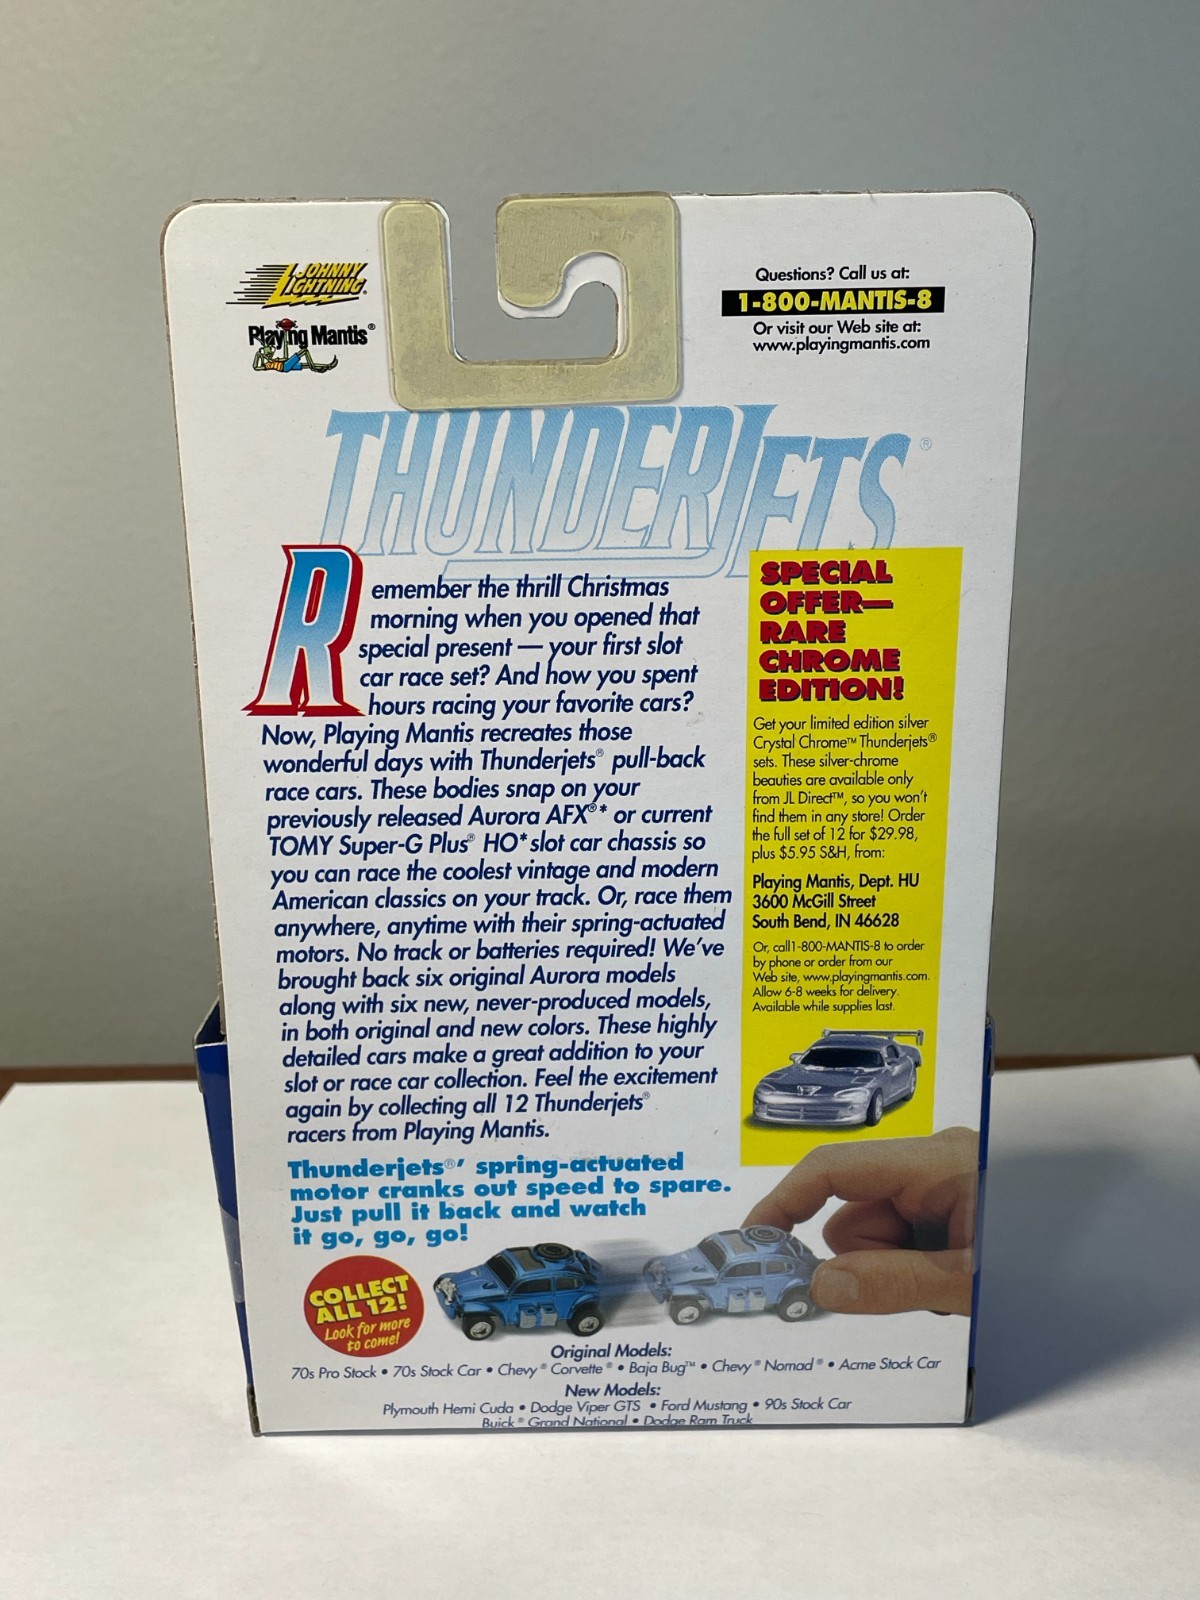 JOHNNY
LIGHTNING®
Playing Mantis®
Questions? Call us at:
1-800-MANTIS-8
Or visit our Web site at:
www.playingmantis.com
THUNDERJETS®
Remember the thrill Christmas
morning when you opened that
special present — your first slot
car race set? And how you spent
hours racing your favorite cars?
Now, Playing Mantis recreates those
wonderful days with Thunderjets® pull-back
race cars. These bodies snap on your
previously released Aurora AFX®* or current
TOMY Super-G Plus® HO* slot car chassis so
you can race the coolest vintage and modern
American classics on your track. Or, race them
anywhere, anytime with their spring-actuated
motors. No track or batteries required! We've
brought back six original Aurora models
along with six new, never-produced models,
in both original and new colors. These highly
detailed cars make a great addition to your
slot or race car collection. Feel the excitement
again by collecting all 12 Thunderjets®
racers from Playing Mantis.
SPECIAL
OFFER—
RARE
CHROME
EDITION!
Get your limited edition silver
Crystal Chrome™ Thunderjets®
sets. These silver-chrome
beauties are available only
from JL Direct™, so you won't
find them in any store! Order
the full set of 12 for $29.98,
plus $5.95 S&H, from:
Playing Mantis, Dept. HU
3600 McGill Street
South Bend, IN 46628
Or, call1-800-MANTIS-8 to order
by phone or order from our
Web site, www.playingmantis.com.
Allow 6-8 weeks for delivery.
Available while supplies last.
Thunderjets®' spring-actuated
motor cranks out speed to spare.
Just pull it back and watch
it go, go, go!
COLLECT
ALL 12!
Look for more
to come!
Original Models:
70s Pro Stock • 70s Stock Car • Chevy® Corvette® • Baja Bug™ • Chevy® Nomad® • Acme Stock Car
New Models:
Plymouth Hemi Cuda • Dodge Viper GTS • Ford Mustang • 90s Stock Car
Buick® Grand National • Dodge Ram Truck